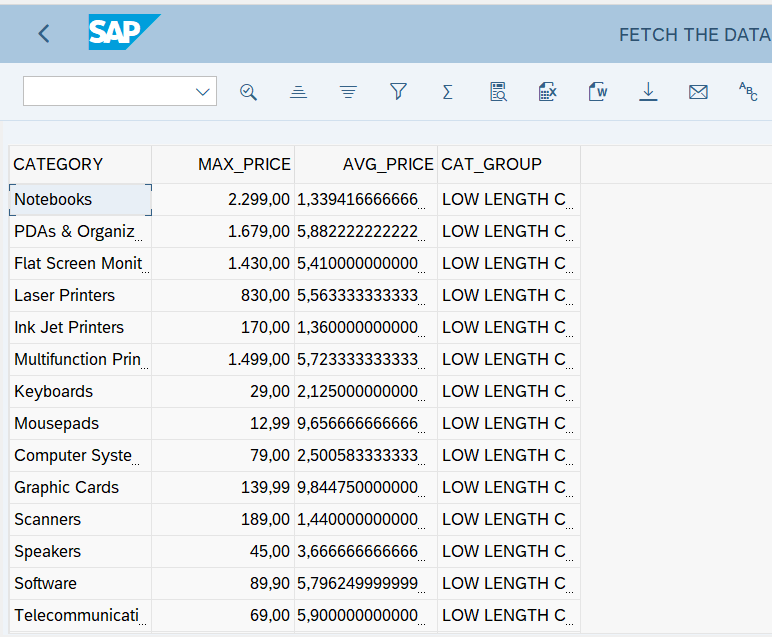 SAP
FETCH THE DATA
CATEGORY MAX_PRICE AVG_PRICE CAT_GROUP
Notebooks 2.299,00 1,339416666666... LOW LENGTH C...
PDAs & Organiz... 1.679,00 5,882222222222... LOW LENGTH C...
Flat Screen Monit... 1.430,00 5,410000000000... LOW LENGTH C...
Laser Printers 830,00 5,563333333333... LOW LENGTH C...
Ink Jet Printers 170,00 1,360000000000... LOW LENGTH C...
Multifunction Prin... 1.499,00 5,723333333333... LOW LENGTH C...
Keyboards 29,00 2,125000000000... LOW LENGTH C...
Mousepads 12,99 9,656666666666... LOW LENGTH C...
Computer Syste... 79,00 2,500583333333... LOW LENGTH C...
Graphic Cards 139,99 9,844750000000... LOW LENGTH C...
Scanners 189,00 1,440000000000... LOW LENGTH C...
Speakers 45,00 3,666666666666... LOW LENGTH C...
Software 89,90 5,796249999999... LOW LENGTH C...
Telecommunicati... 69,00 5,900000000000... LOW LENGTH C...